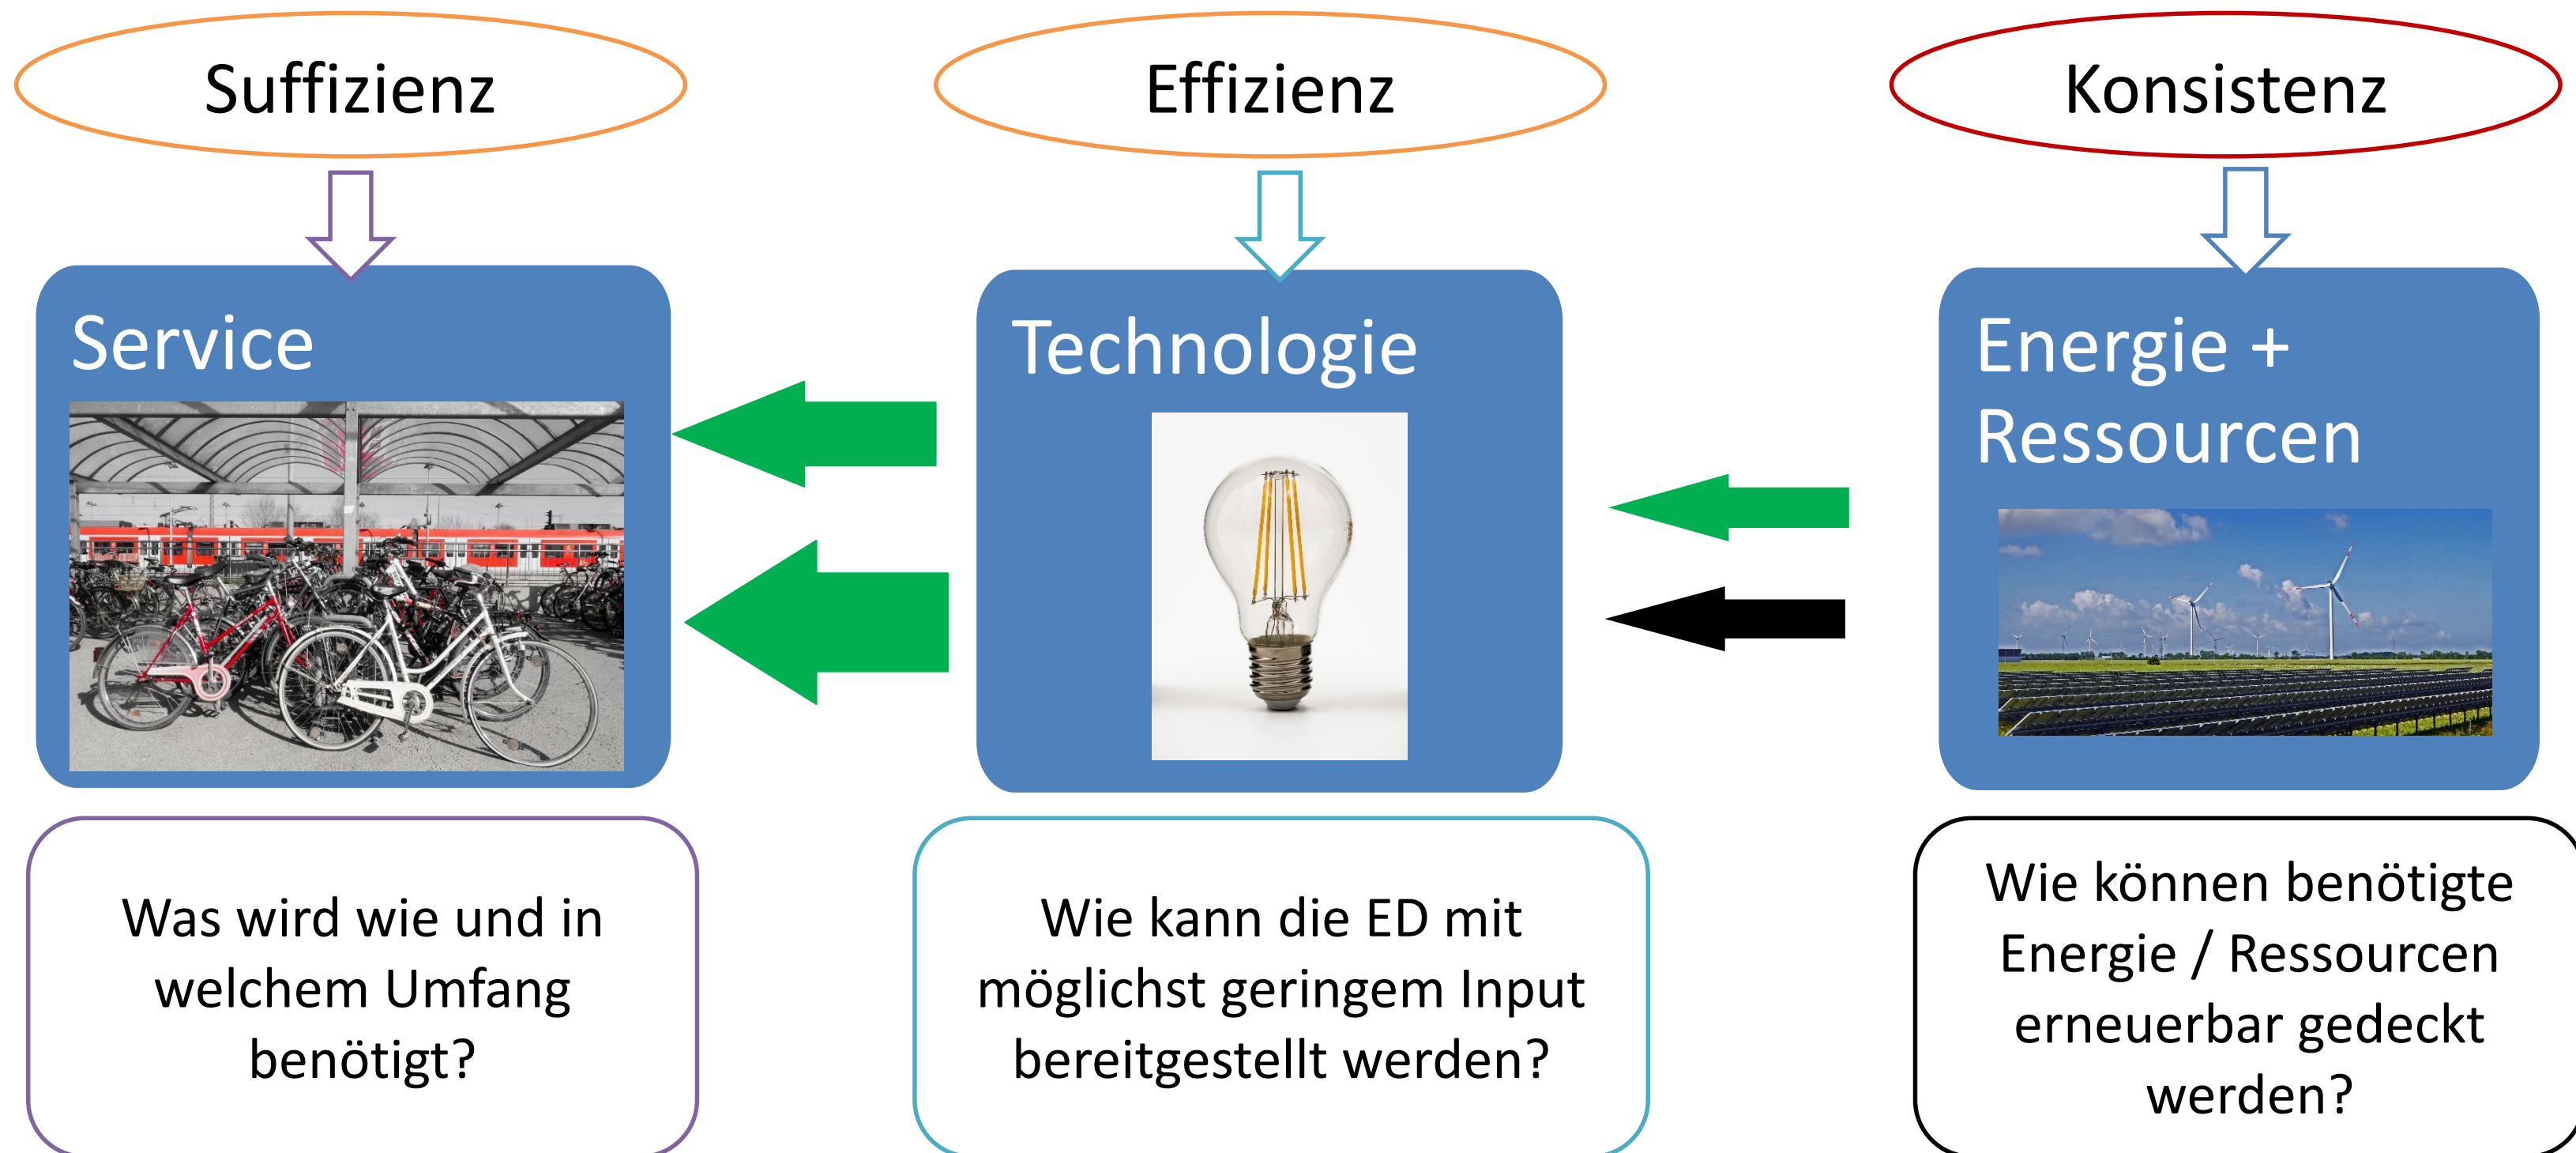 Suffizienz
Effizienz
Konsistenz
Service
Technologie
Energie +
Ressourcen
Was wird wie und in
welchem Umfang
benötigt?
Wie kann die ED mit
möglichst geringem Input
bereitgestellt werden?
Wie können benötigte
Energie / Ressourcen
erneuerbar gedeckt
werden?